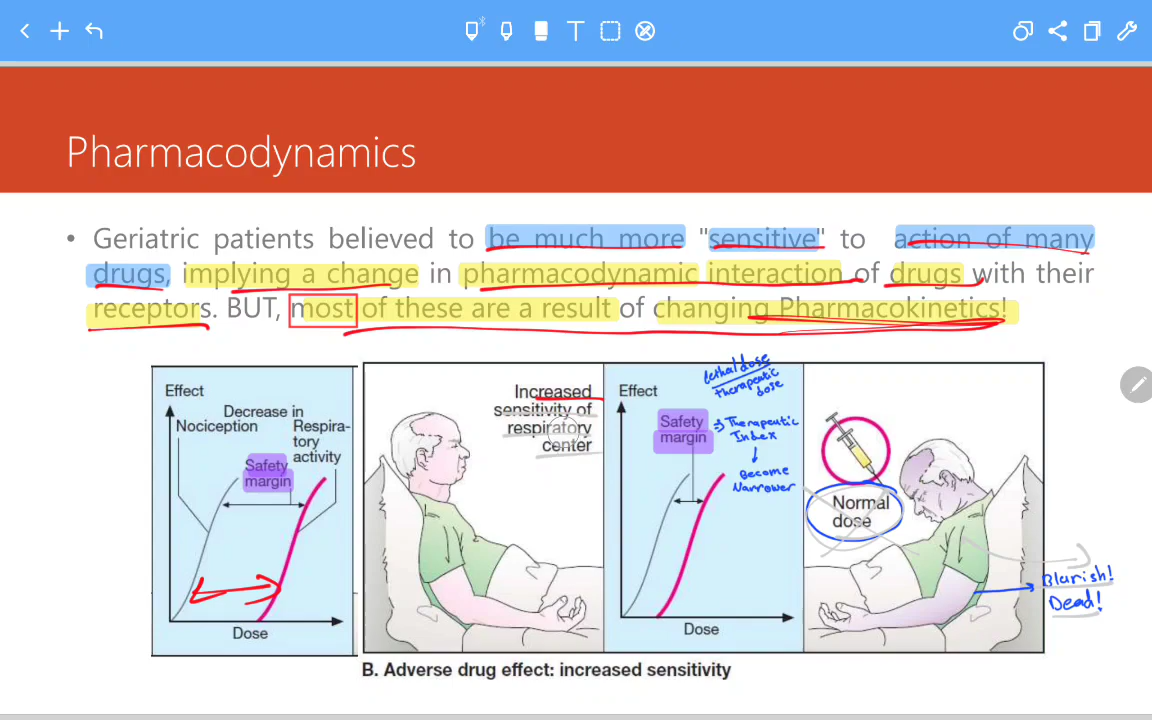 Pharmacodynamics
• Geriatric patients believed to be much more "sensitive" to action of many
drugs, implying a change in pharmacodynamic interaction of drugs with their
receptors. BUT, most of these are a result of changing Pharmacokinetics!
Effect
Decrease in
Nociception
Respira-
tory
activity
Safety
margin
Dose
Increased
sensitivity of
respiratory
center
Effect
lethal dose
therapeutic
dose
Safety
margin
⇒ Therapeutic
Index
↓
Become
Narrower
Dose
Normal
dose
Blurish!
Dead!
B. Adverse drug effect: increased sensitivity